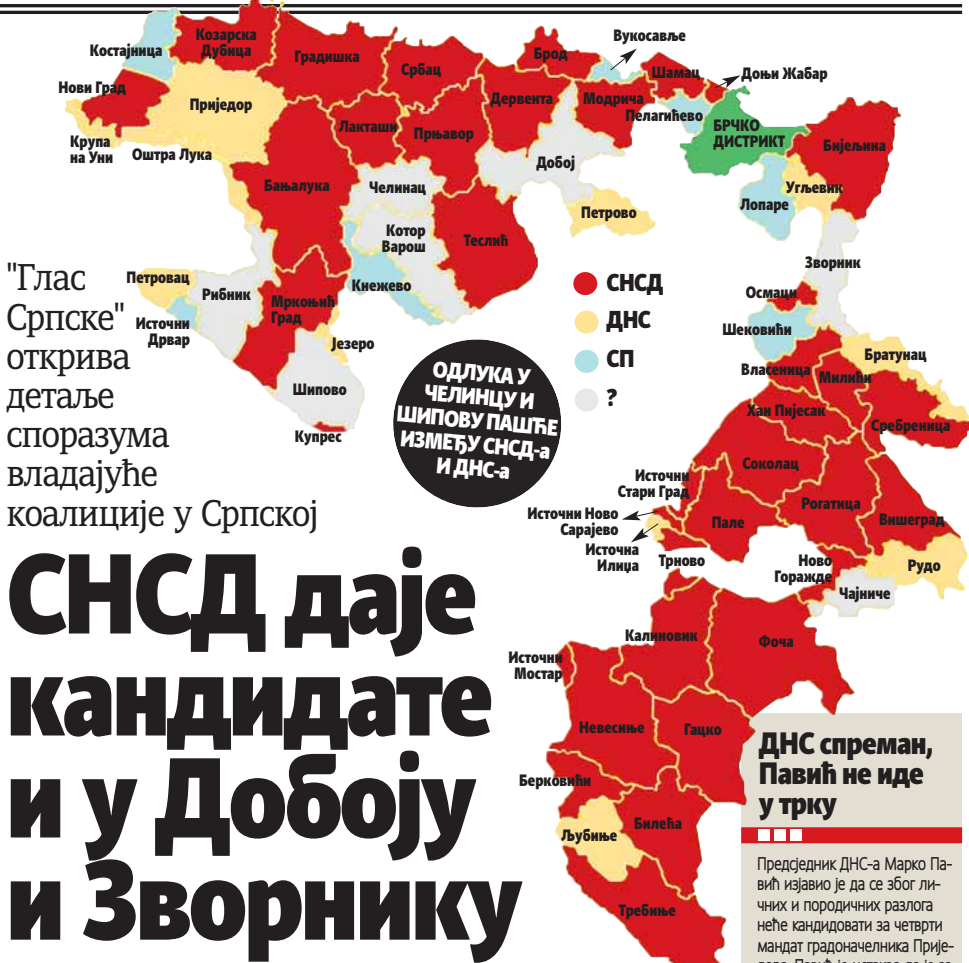 Костајница
Козарска
Дубица
Градишка
Србац
Брод
Вукосавље
Шамац
Доњи Жабар
Нови Град
Приједор
Лакташи
Прњавор
Дервента
Модрича
Пелагићево
БРЧКО
ДИСТРИКТ
Бијељина
Крупа
на Уни
Оштра Лука
Бањалука
Челинац
Добој
Угљевик
Лопаре
Петрово
Котор
Варош
Теслић
Зворник
Петровац
Рибник
Кнежево
Мркоњић
Град
Источни
Дрвар
Језеро
Шипово
Купрес
Осмаци
Шековићи
Братунац
Власеница
Милићи
Хан Пијесак
Сребреница
Соколац
Источни
Стари Град
Рогатица
Источни Ново
Сарајево
Пале
Вишеград
Источна
Илиџа
Трново
Ново
Горажде
Рудо
Чајниче
Калиновик
Фоча
Источни
Мостар
Невесиње
Гацко
Берковићи
Љубиње
Билећа
Требиње
СНСД
ДНС
СП
?
ОДЛУКА У
ЧЕЛИНЦУ И
ШИПОВУ ПАШЋЕ
ИЗМЕЂУ СНСД-а
И ДНС-а
"Глас
Српске"
открива
детаље
споразума
владајуће
коалиције у Српској
СНСД даје
кандидате
и у Добоју
и Зворнику
ДНС спреман,
Павић не иде
у трку
Предсједник ДНС-а Марко Па-
вић изјавио је да се због ли-
чних и породичних разлога
неће кандидовати за четврти
мандат градоначелника Прије-